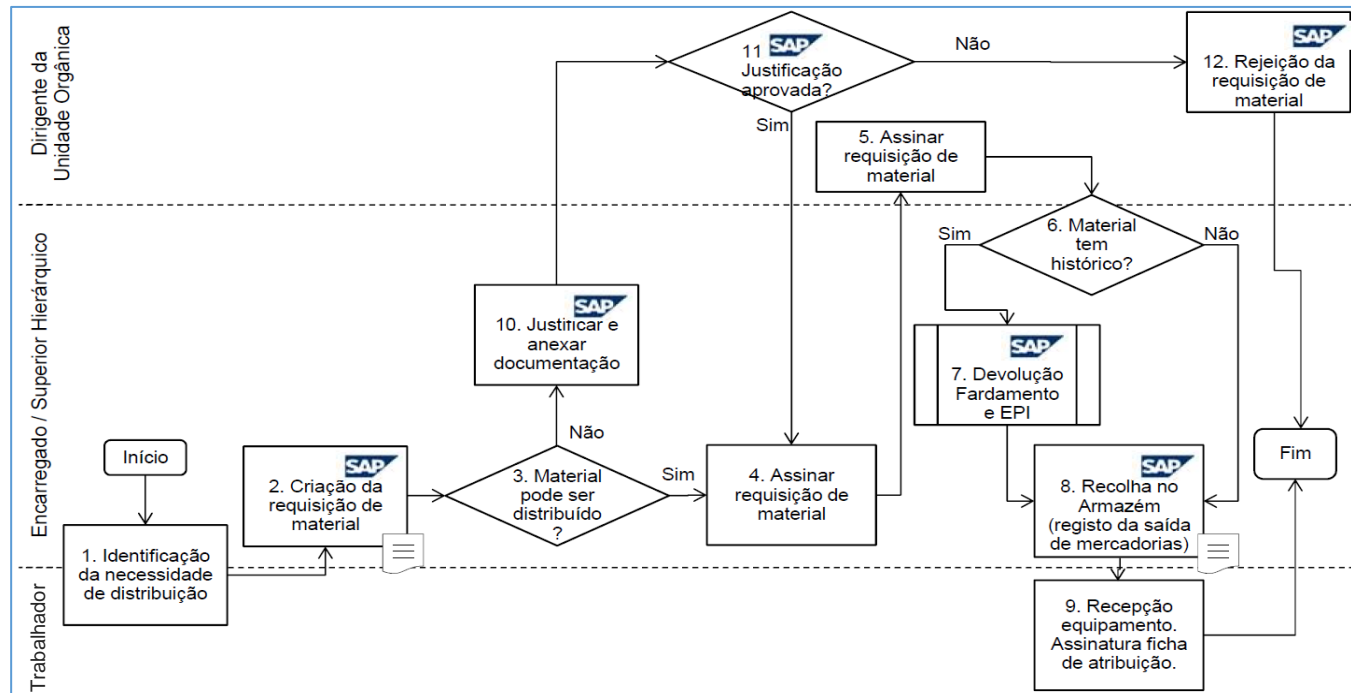 Dirigente da
Unidade Orgânica
Encarregado / Superior Hierárquico
Trabalhador
Início
1. Identificação
da necessidade
de distribuição
SAP
2. Criação da
requisição de
material
3. Material
pode ser
distribuído
?
Não
Sim
SAP
10. Justificar e
anexar
documentação
11 SAP
Justificação
aprovada?
Não
Sim
SAP
12. Rejeição da
requisição de
material
4. Assinar
requisição de
material
5. Assinar
requisição de
material
6. Material
tem
histórico?
Sim
Não
SAP
7. Devolução
Fardamento
e EPI
SAP
8. Recolha no
Armazém
(registo da saída
de mercadorias)
9. Recepção
equipamento.
Assinatura ficha
de atribuição.
Fim